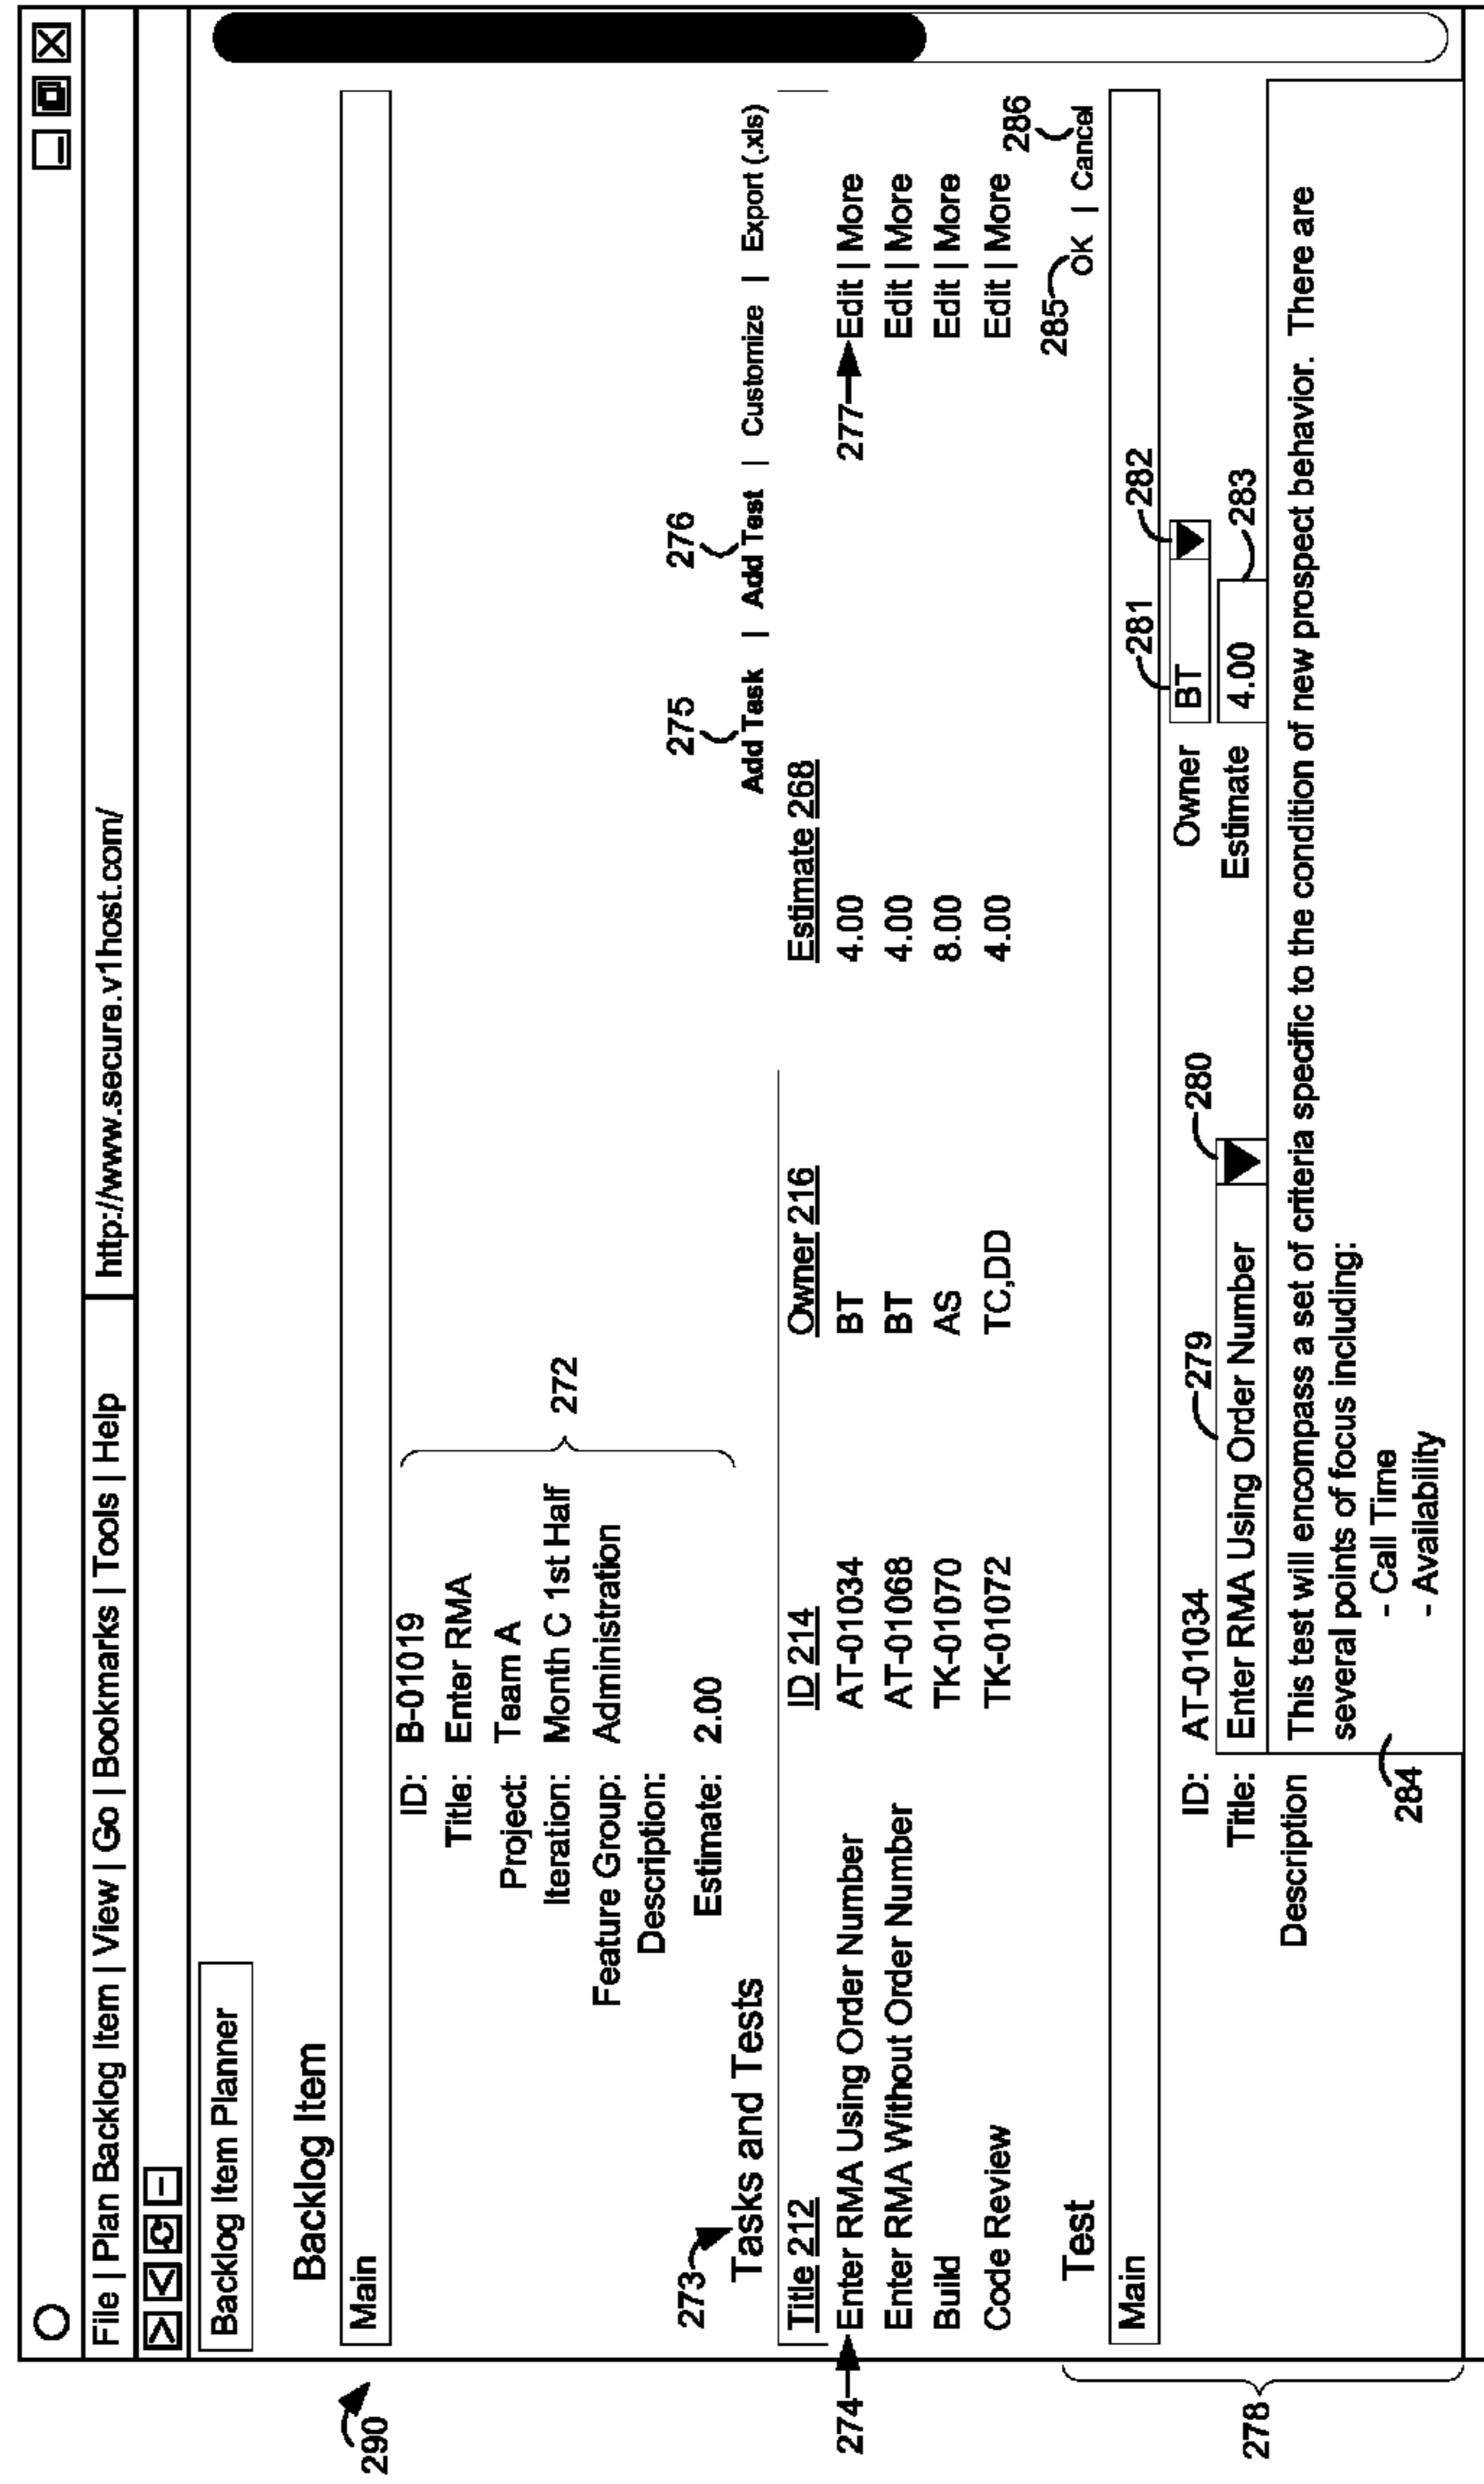 File | Plan Backlog Item | View | Go | Bookmarks | Tools | Help http://www.secure.v1host.com/
Backlog Item Planner
290
Backlog Item
Main
ID: B-01019
Title: Enter RMA
Project: Team A
Iteration: Month C 1st Half
272
Feature Group: Administration
Description:
Estimate: 2.00
273
Tasks and Tests
275
276
Add Task | Add Test | Customize | Export (.xls)
Title 212 ID 214 Owner 216 Estimate 268
274 Enter RMA Using Order Number AT-01034 BT 4.00 277 Edit | More
Enter RMA Without Order Number AT-01068 BT 4.00 Edit | More
Build TK-01070 AS 8.00 Edit | More
Code Review TK-01072 TC,DD 4.00 Edit | More
286
285
Test OK | Cancel
Main
281
282
ID: AT-01034 279 280 Owner BT
Title: Enter RMA Using Order Number Estimate 4.00 283
278
Description This test will encompass a set of criteria specific to the condition of new prospect behavior. There are
several points of focus including:
- Call Time
284
- Availability